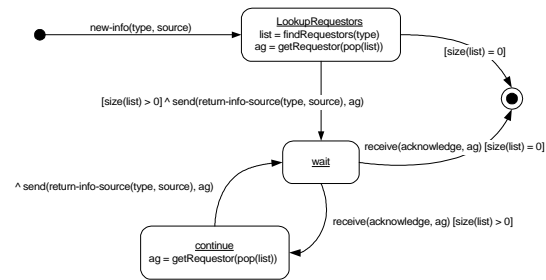 new-info(type, source)
LookupRequestors
list = findRequestors(type)
ag = getRequestor(pop(list))
[size(list) = 0]
[size(list) > 0] ^ send(return-info-source(type, source), ag)
wait
receive(acknowledge, ag) [size(list) = 0]
^ send(return-info-source(type, source), ag)
receive(acknowledge, ag) [size(list) > 0]
continue
ag = getRequestor(pop(list))